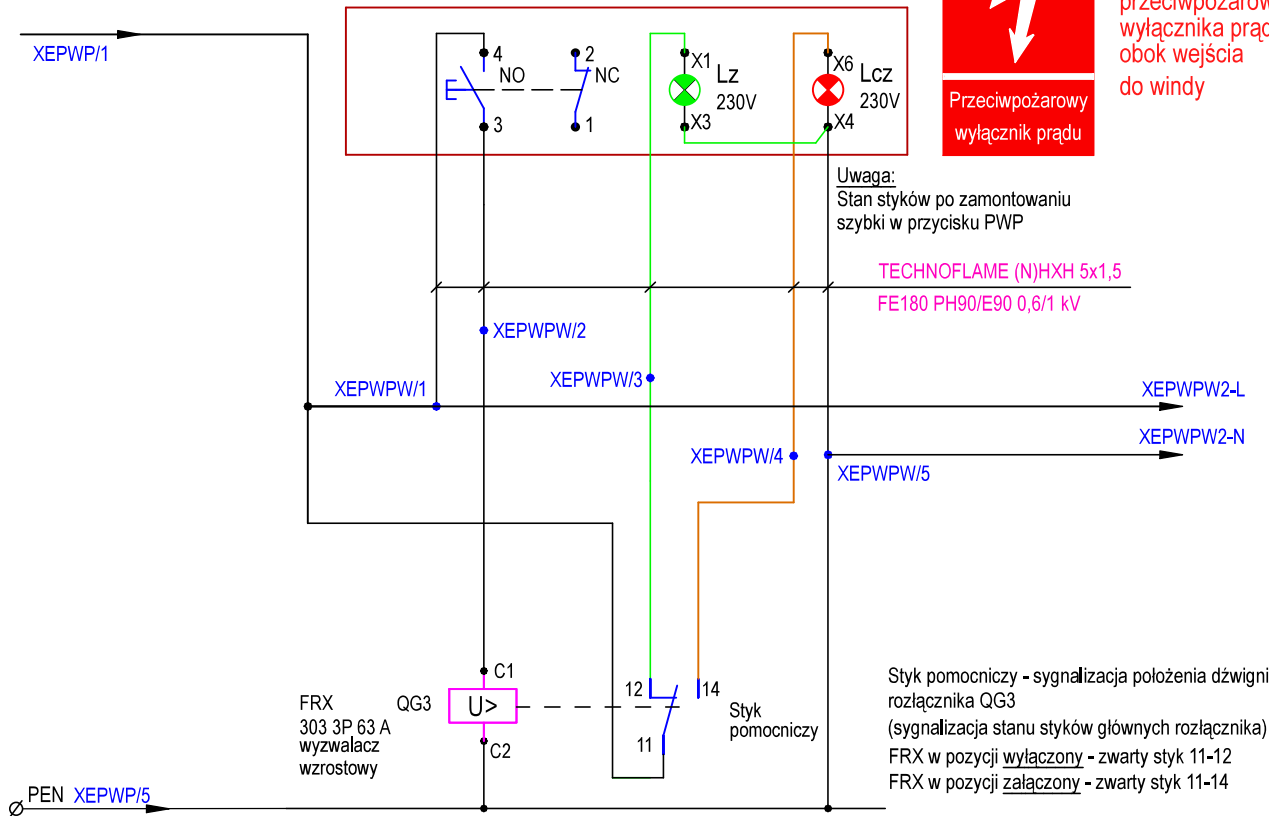 XEPWP/1
4
NO
3
2
NC
1
X1
Lz
230V
X3
X6
Lcz
230V
X4
Przeciwpożarowy
wyłącznik prądu
przeciwpożarow
wyłącznika prąd
obok wejścia
do windy
Uwaga:
Stan styków po zamontowaniu
szybki w przycisku PWP
TECHNOFLAME (N)HXH 5x1,5
FE180 PH90/E90 0,6/1 kV
XEPWPW/2
XEPWPW/3
XEPWPW/1
XEPWPW2-L
XEPWPW2-N
XEPWPW/4
XEPWPW/5
C1
FRX
303 3P 63 A
wyzwalacz
wzrostowy
QG3
U>
C2
12
14
11
Styk
pomocniczy
Styk pomocniczy - sygnalizacja położenia dźwigni
rozłącznika QG3
(sygnalizacja stanu styków głównych rozłącznika)
FRX w pozycji wyłączony - zwarty styk 11-12
FRX w pozycji załączony - zwarty styk 11-14
PEN XEPWP/5